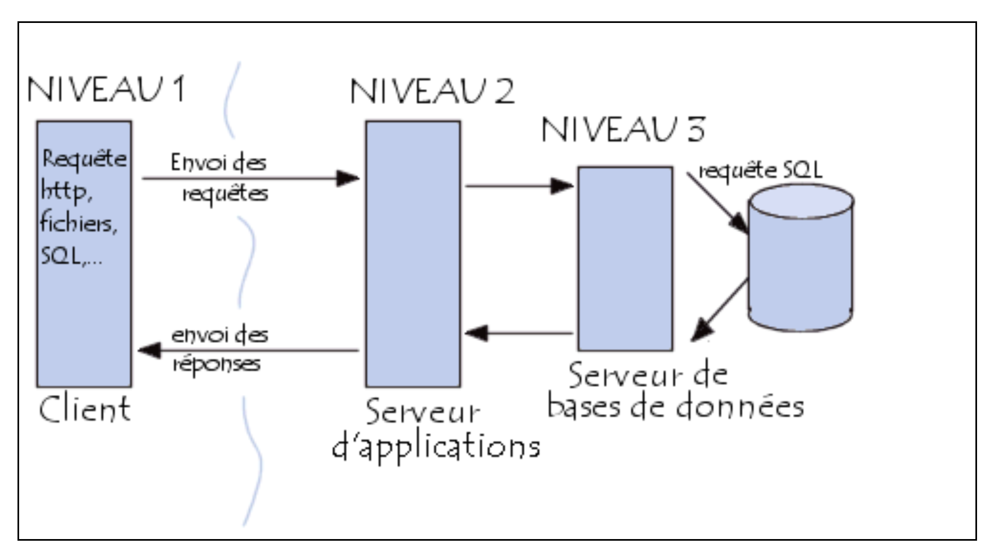 NIVEAU 1
Requête
http,
fichiers,
SQL,...
Client
Envoi des
requêtes
envoi des
réponses
NIVEAU 2
Serveur
d'applications
NIVEAU 3
Serveur de
bases de données
requête SQL